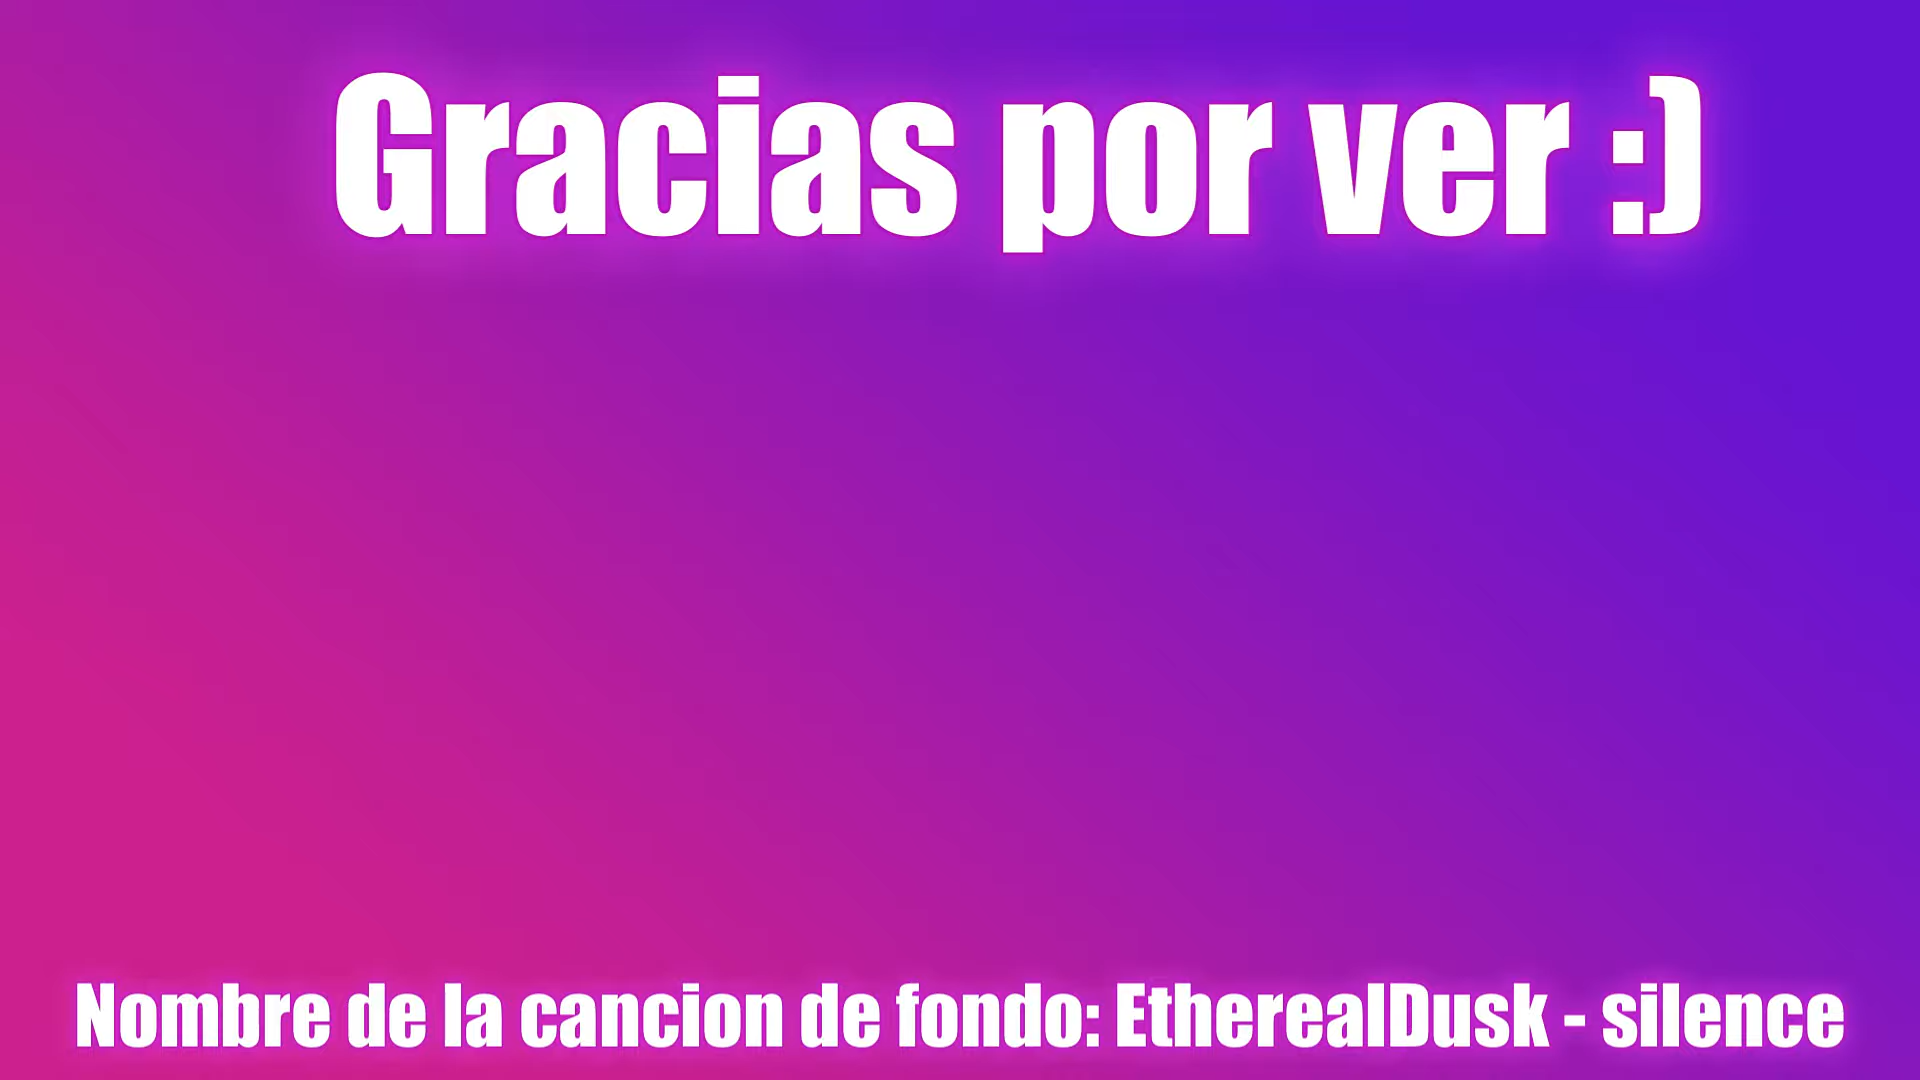 Gracias por ver :)
Nombre de la cancion de fondo: EtherealDusk - silence